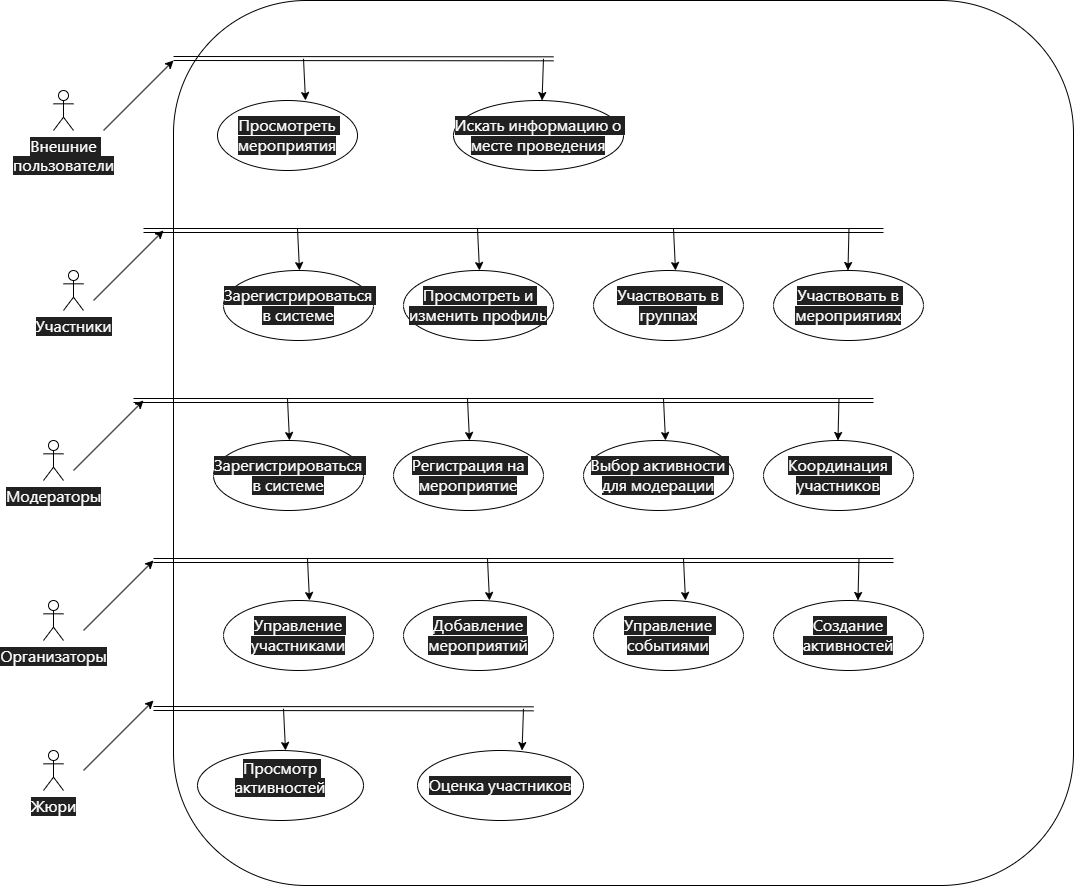 Внешние
пользователи
Просмотреть
мероприятия
Искать информацию о
месте проведения
Участники
Зарегистрироваться
в системе
Просмотреть и
изменить профиль
Участвовать в
группах
Участвовать в
мероприятиях
Модераторы
Зарегистрироваться
в системе
Регистрация на
мероприятие
Выбор активности
для модерации
Координация
участников
Организаторы
Управление
участниками
Добавление
мероприятий
Управление
событиями
Создание
активностей
Жюри
Просмотр
активностей
Оценка участников